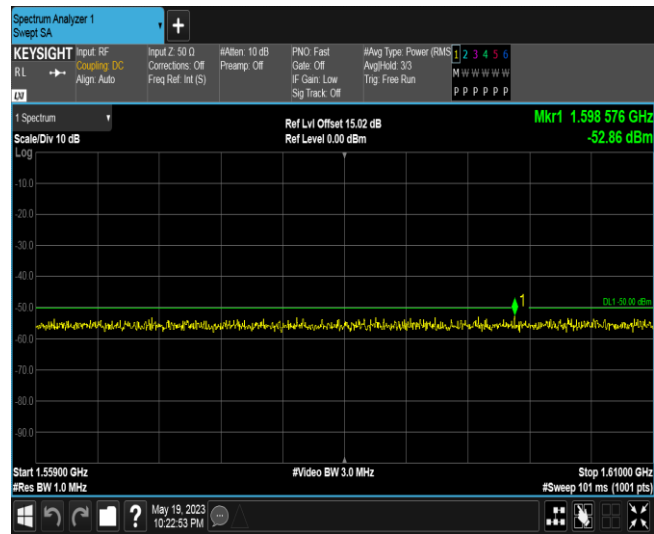 Spectrum Analyzer 1
Swept SA
+
KEYSIGHT
RL
LXI
Input: RF
Coupling: DC
Align: Auto
Input Z: 50 Ω
Corrections: Off
Freq Ref: Int (S)
#Atten: 10 dB
Preamp: Off
PNO: Fast
Gate: Off
IF Gain: Low
Sig Track: Off
#Avg Type: Power (RMS
Avg|Hold: 3/3
Trig: Free Run
1 2 3 4 5 6
M W W W W W
P P P P P P
1 Spectrum
Scale/Div 10 dB
Ref Lvl Offset 15.02 dB
Ref Level 0.00 dBm
Mkr1 1.598 576 GHz
-52.86 dBm
Log
-10.0
-20.0
-30.0
-40.0
-50.0
-60.0
-70.0
-80.0
-90.0
1
DL1 -50.00 dBm
Start 1.55900 GHz
#Res BW 1.0 MHz
#Video BW 3.0 MHz
Stop 1.61000 GHz
#Sweep 101 ms (1001 pts)
?
May 19, 2023
10:22:53 PM